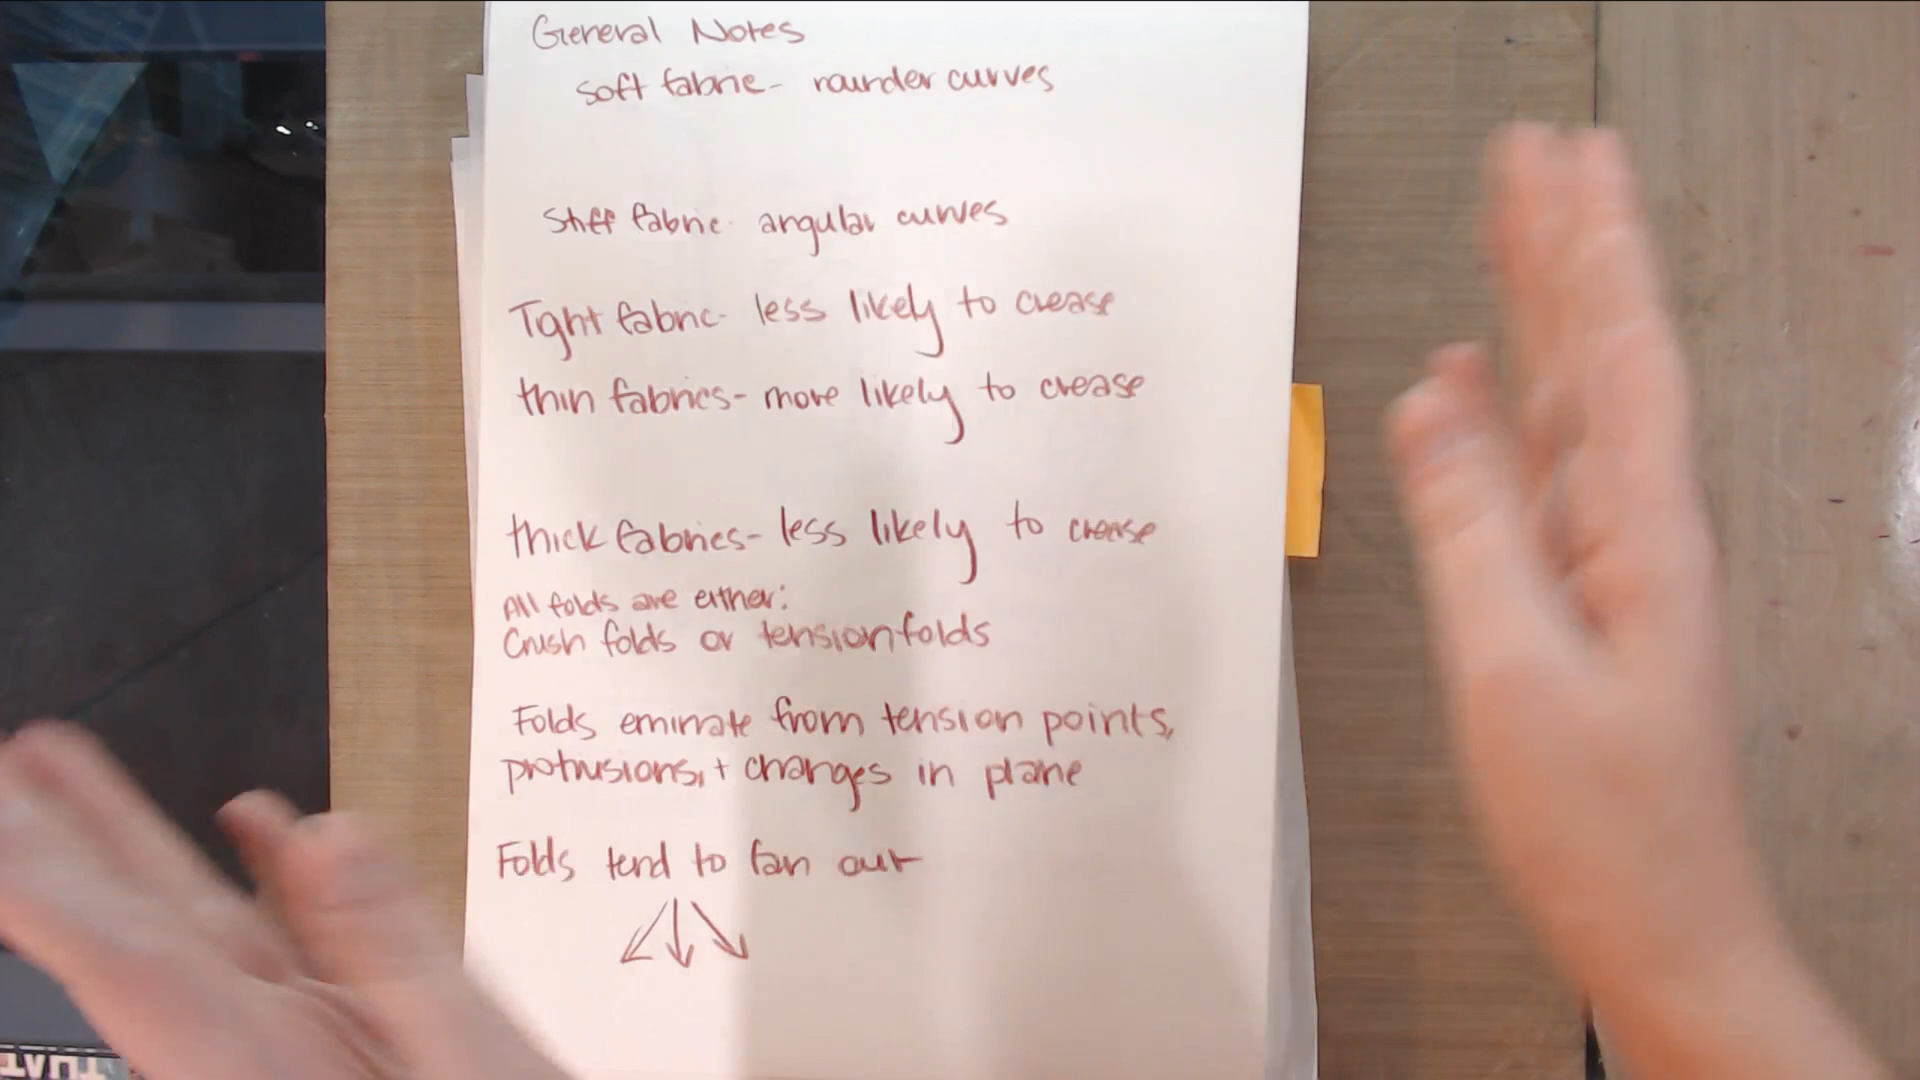 General Notes
soft fabric- rounder curves
Stiff fabric- angular curves
Tight fabric- less likely to crease
thin fabrics- more likely to crease
thick fabrics- less likely to crease
All folds are either:
Crush folds or tension folds
Folds eminate from tension points,
protrusions, + changes in plane
Folds tend to fan out
THAT